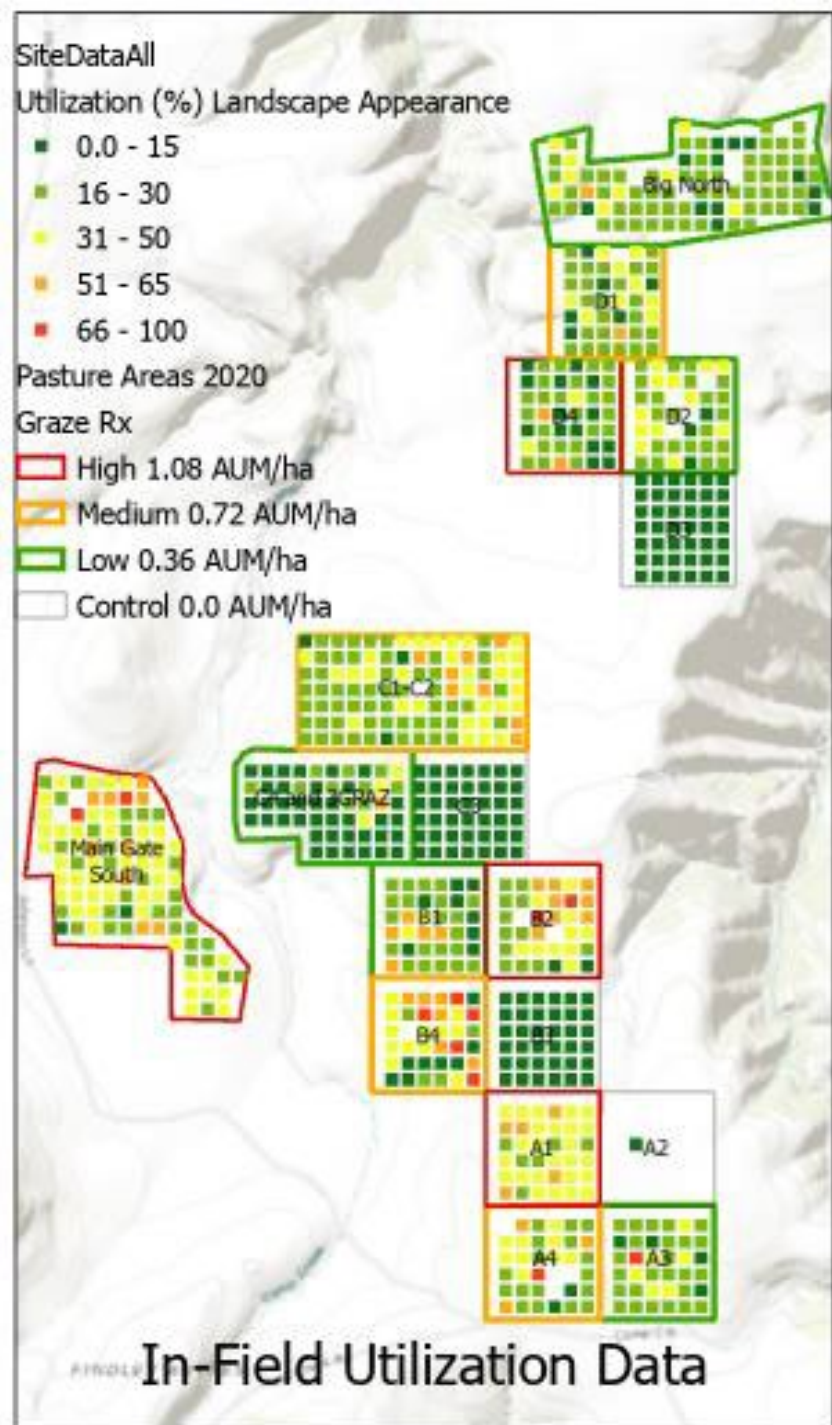 SiteDataAll
Utilization (%) Landscape Appearance
0.0 - 15
16 - 30
31 - 50
51 - 65
66 - 100
Pasture Areas 2020
Graze Rx
High 1.08 AUM/ha
Medium 0.72 AUM/ha
Low 0.36 AUM/ha
Control 0.0 AUM/ha
Big North
D1
D4
D2
D3
C1-C2
C3
Main Gate
South
B1
B2
B4
A1
A2
A4
A3
In-Field Utilization Data